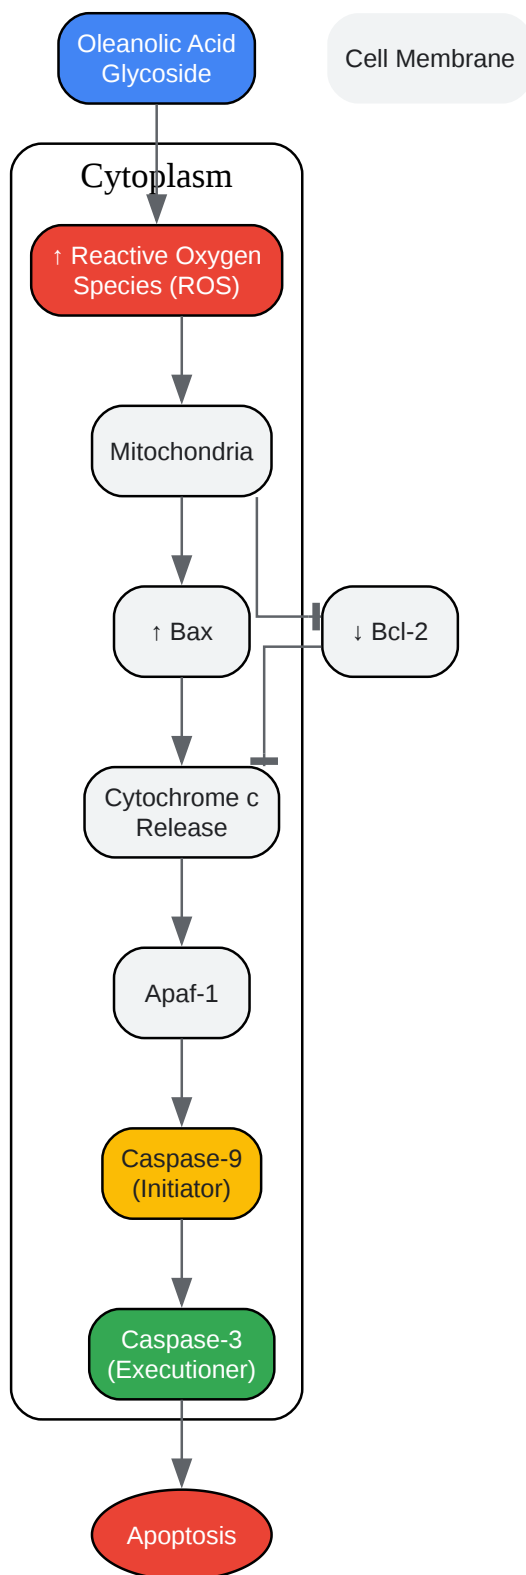 Oleanolic Acid
Glycoside
Cell Membrane
Cytoplasm
↑ Reactive Oxygen
Species (ROS)
Mitochondria
↑ Bax
↓ Bcl-2
Cytochrome c
Release
Apaf-1
Caspase-9
(Initiator)
Caspase-3
(Executioner)
Apoptosis